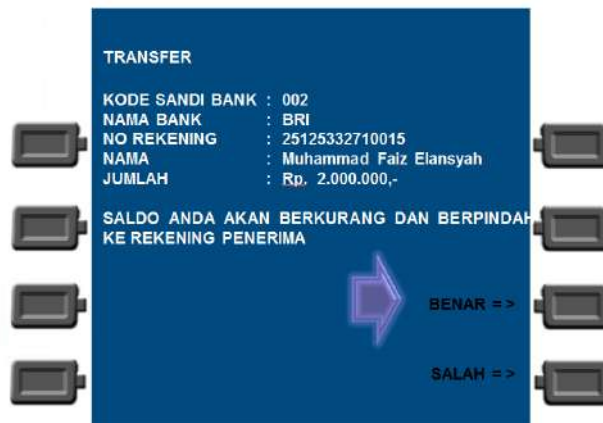 TRANSFER
KODE SANDI BANK : 002
NAMA BANK : BRI
NO REKENING : 25125332710015
NAMA : Muhammad Faiz Elansyah
JUMLAH : Rp. 2.000.000,-
SALDO ANDA AKAN BERKURANG DAN BERPINDAH
KE REKENING PENERIMA
BENAR = >
SALAH = >